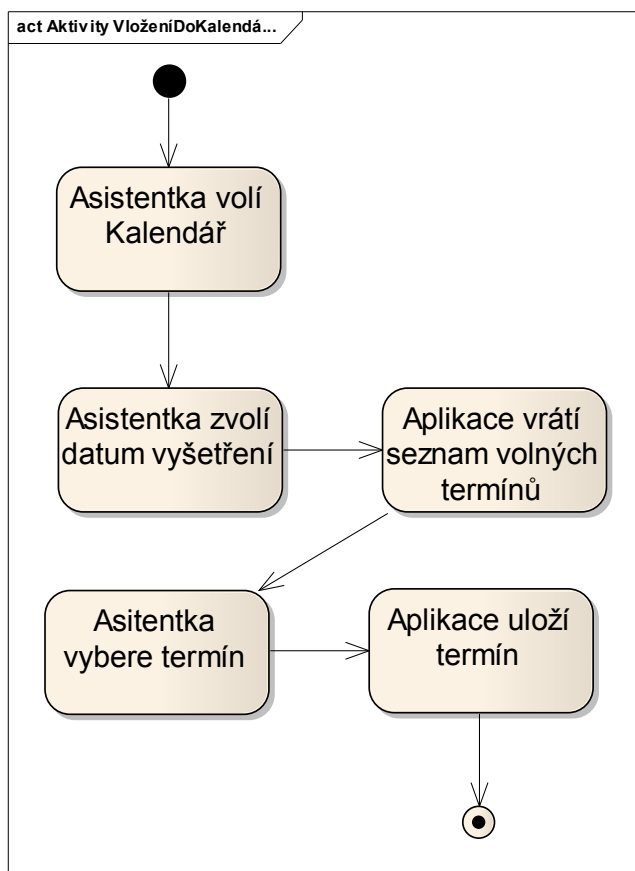 act Aktivity VloženíDoKalendá...
Asistentka volí
Kalendář
Asistentka zvolí
datum vyšetření
Aplikace vrátí
seznam volných
termínů
Asitentka
vybere termín
Aplikace uloží
termín